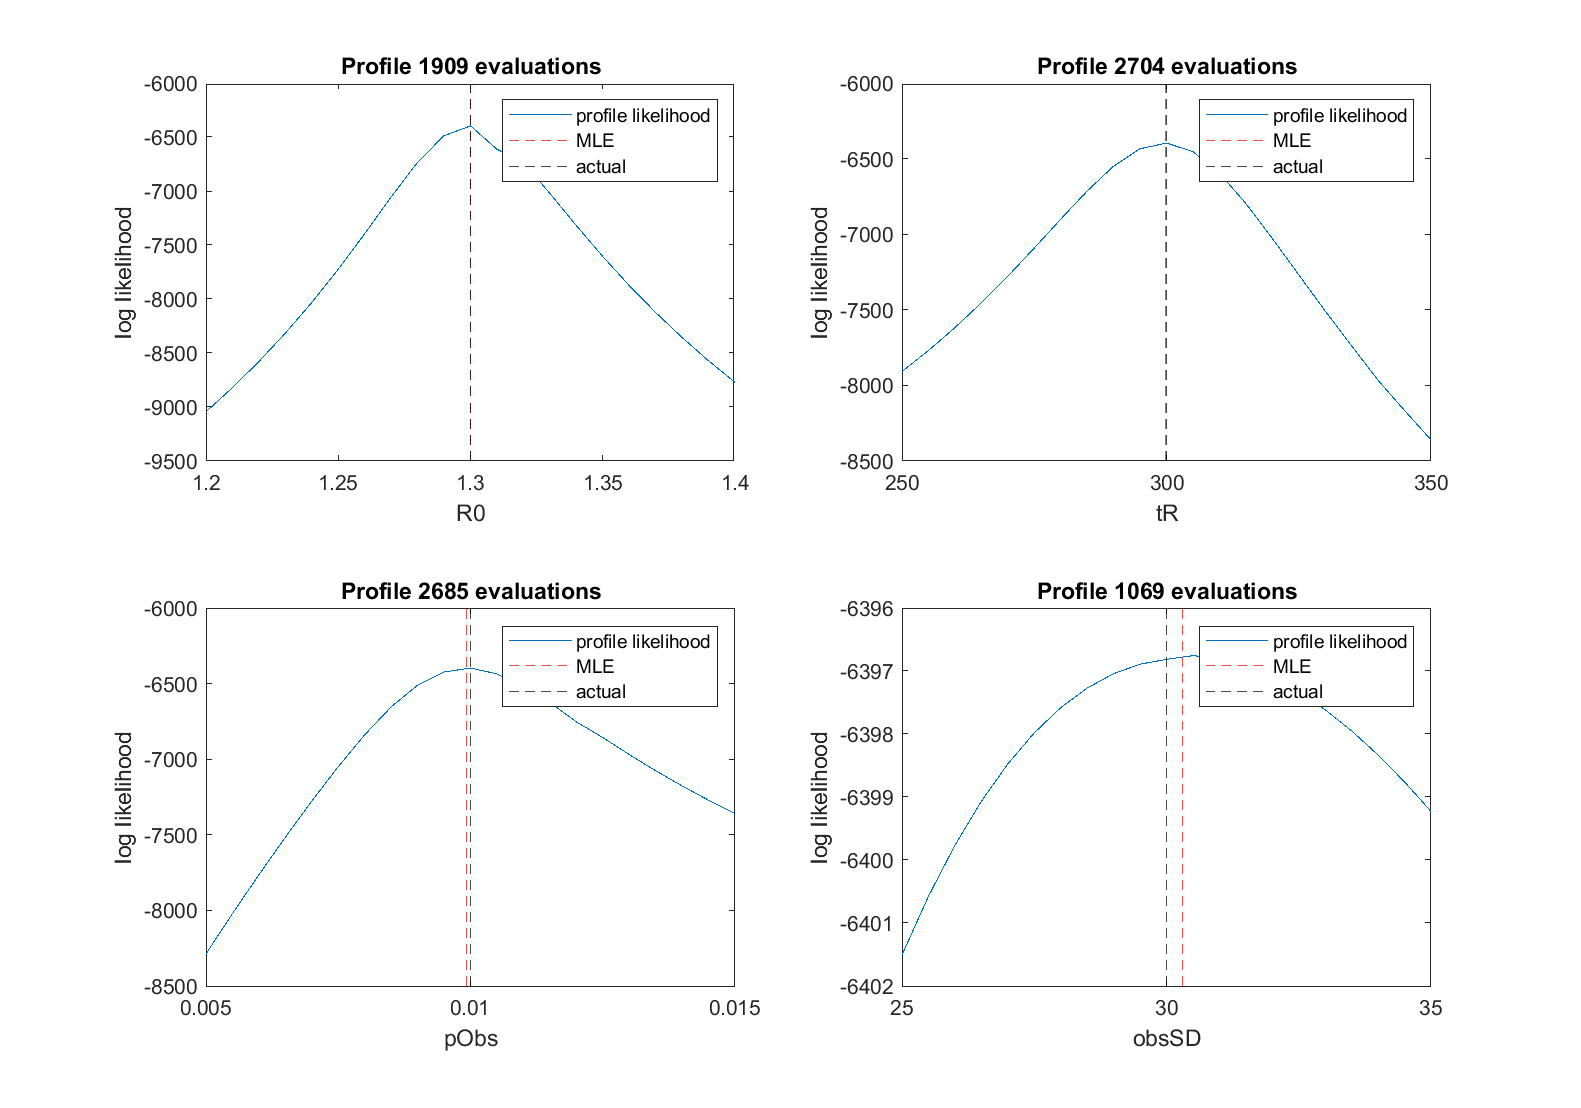 Profile 1909 evaluations
-6000
-6500
-7000
-7500
-8000
-8500
-9000
-9500
log likelihood
profile likelihood
MLE
actual
1.2 1.25 1.3 1.35 1.4
R0
Profile 2704 evaluations
-6000
-6500
-7000
-7500
-8000
-8500
log likelihood
profile likelihood
MLE
actual
250 300 350
tR
Profile 2685 evaluations
-6000
-6500
-7000
-7500
-8000
-8500
log likelihood
profile likelihood
MLE
actual
0.005 0.01 0.015
pObs
Profile 1069 evaluations
-6396
-6397
-6398
-6399
-6400
-6401
-6402
log likelihood
profile likelihood
MLE
actual
25 30 35
obsSD